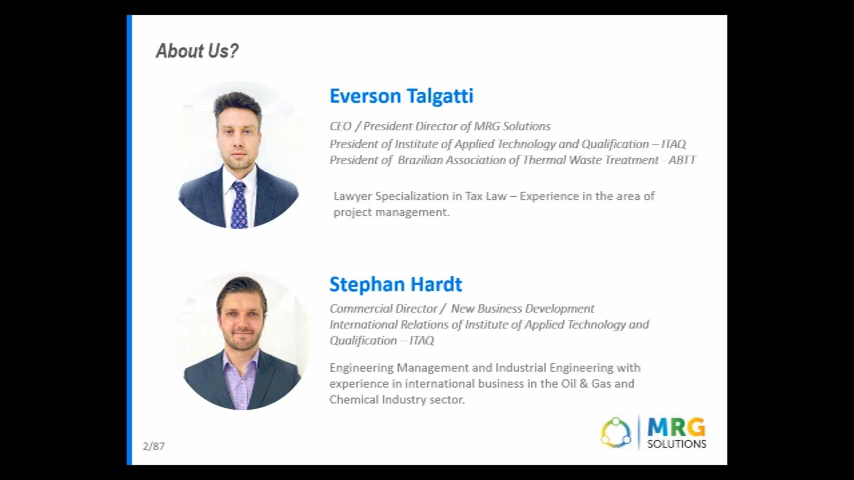 About Us?
Everson Talgatti
CEO / President Director of MRG Solutions
President of Institute of Applied Technology and Qualification – ITAQ
President of Brazilian Association of Thermal Waste Treatment - ABTT
Lawyer Specialization in Tax Law – Experience in the area of
project management.
Stephan Hardt
Commercial Director / New Business Development
International Relations of Institute of Applied Technology and
Qualification – ITAQ
Engineering Management and Industrial Engineering with
experience in international business in the Oil & Gas and
Chemical Industry sector.
MRG
SOLUTIONS
2/87